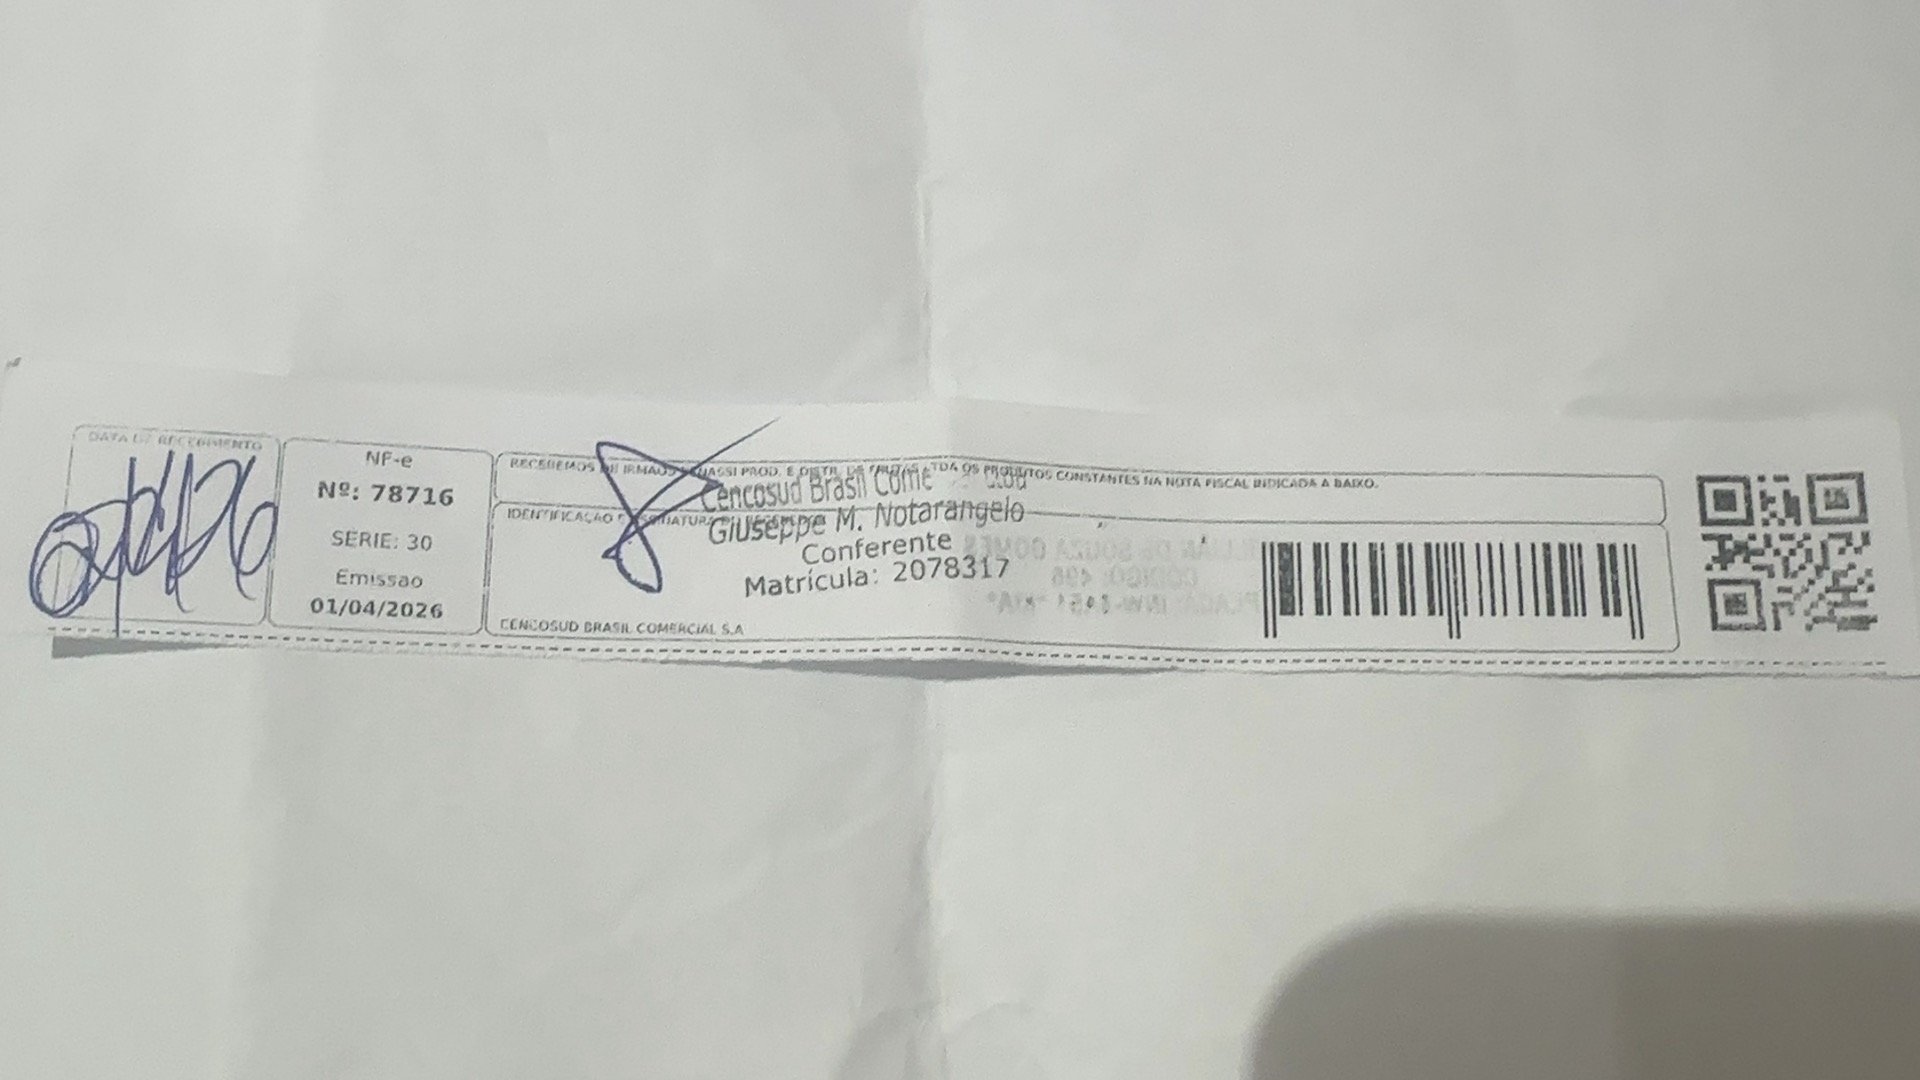 DATA DE RECEBIMENTO
NF-e
Nº: 78716
SERIE: 30
Emissao
01/04/2026
RECEBEMOS DE IRMAOS PROD. E DISTR. DE FRUTAS LTDA OS PRODUTOS CONSTANTES NA NOTA FISCAL INDICADA A BAIXO.
IDENTIFICAÇAO E ASSINATURA
Cencosud Brasil Come
Giuseppe M. Notarangelo
Conferente
Matrícula: 2078317
CENCOSUD BRASIL COMERCIAL S.A